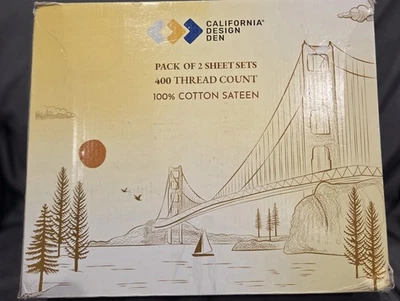 CALIFORNIA®
DESIGN
DEN
PACK OF 2 SHEET SETS
400 THREAD COUNT
100% COTTON SATEEN